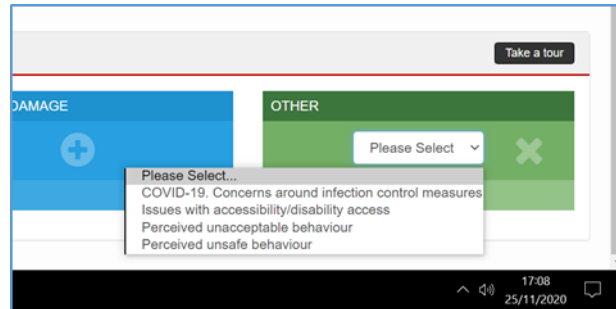 Take a tour
DAMAGE
OTHER
Please Select
Please Select...
COVID-19. Concerns around infection control measures
Issues with accessibility/disability access
Perceived unacceptable behaviour
Perceived unsafe behaviour
17:08
25/11/2020